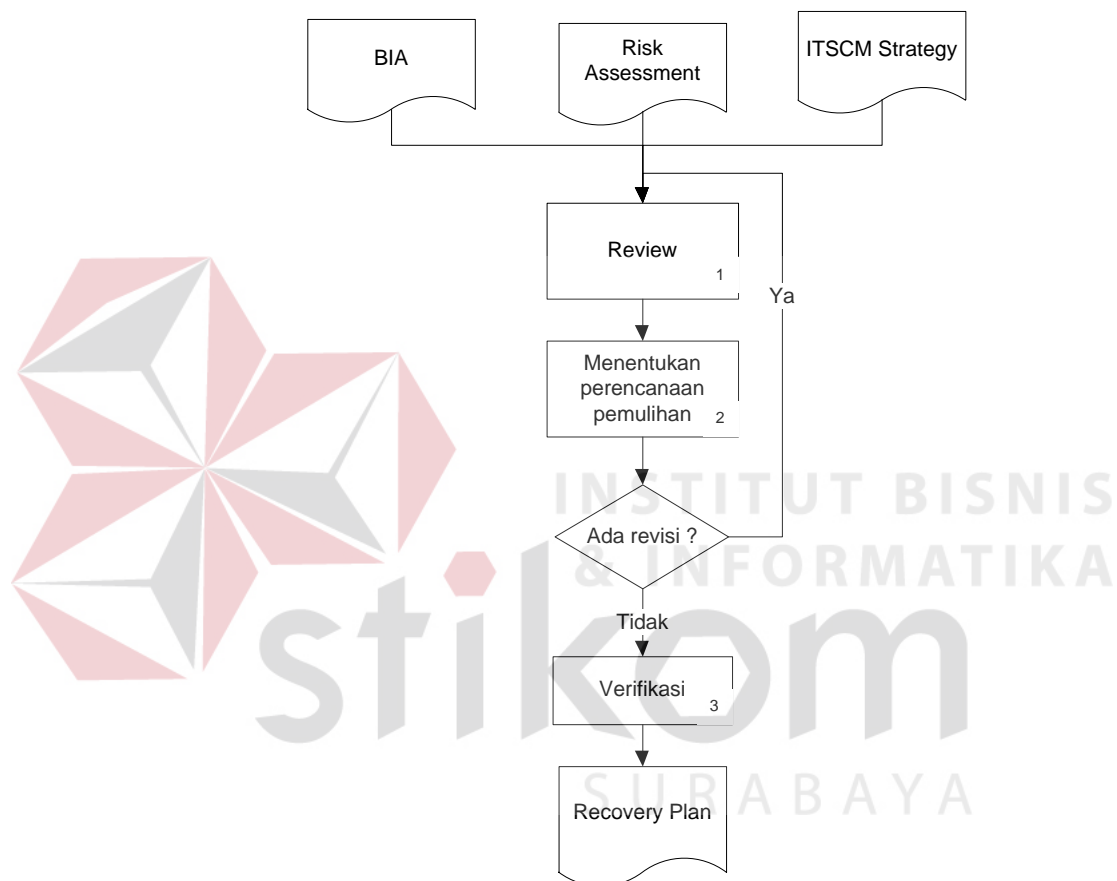 BIA
Risk
Assessment
ITSCM Strategy
Review
1
Ya
Menentukan
perencanaan
pemulihan
2
INSTITUT BISNIS
Ada revisi ?
& INFORMATIKA
stikom
Tidak
Verifikasi
3
SURABAYA
Recovery Plan